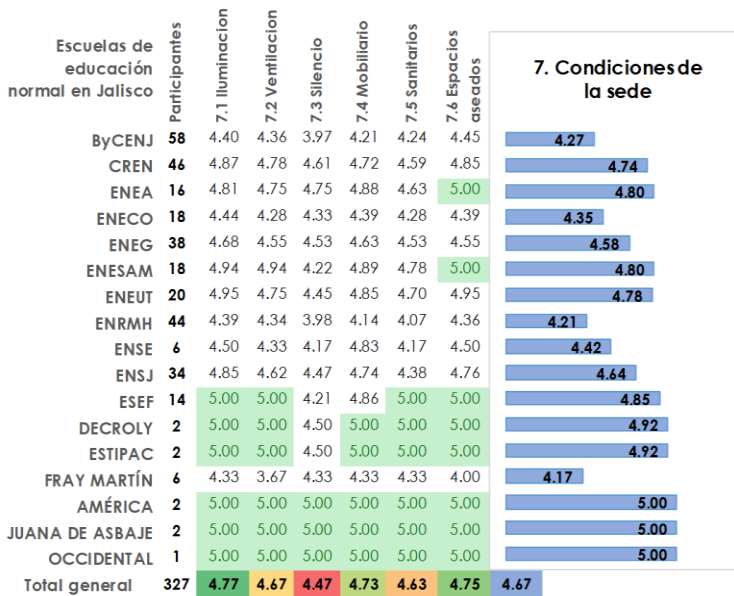 Escuelas de educación normal en Jalisco Participantes 7.1 Iluminacion 7.2 Ventilacion 7.3 Silencio 7.4 Mobiliario 7.5 Sanitarios 7.6 Espacios aseados 7. Condiciones de la sede
ByCENJ 58 4.40 4.36 3.97 4.21 4.24 4.45 4.27
CREN 46 4.87 4.78 4.61 4.72 4.59 4.85 4.74
ENEA 16 4.81 4.75 4.75 4.88 4.63 5.00 4.80
ENECO 18 4.44 4.28 4.33 4.39 4.28 4.39 4.35
ENEG 38 4.68 4.55 4.53 4.63 4.53 4.55 4.58
ENESAM 18 4.94 4.94 4.22 4.89 4.78 5.00 4.80
ENEUT 20 4.95 4.75 4.45 4.85 4.70 4.95 4.78
ENRMH 44 4.39 4.34 3.98 4.14 4.07 4.36 4.21
ENSE 6 4.50 4.33 4.17 4.83 4.17 4.50 4.42
ENSJ 34 4.85 4.62 4.47 4.74 4.38 4.76 4.64
ESEF 14 5.00 5.00 4.21 4.86 5.00 5.00 4.85
DECROLY 2 5.00 5.00 4.50 5.00 5.00 5.00 4.92
ESTIPAC 2 5.00 5.00 4.50 5.00 5.00 5.00 4.92
FRAY MARTÍN 6 4.33 3.67 4.33 4.33 4.33 4.00 4.17
AMÉRICA 2 5.00 5.00 5.00 5.00 5.00 5.00 5.00
JUANA DE ASBAJE 2 5.00 5.00 5.00 5.00 5.00 5.00 5.00
OCCIDENTAL 1 5.00 5.00 5.00 5.00 5.00 5.00 5.00
Total general 327 4.77 4.67 4.47 4.73 4.63 4.75 4.67